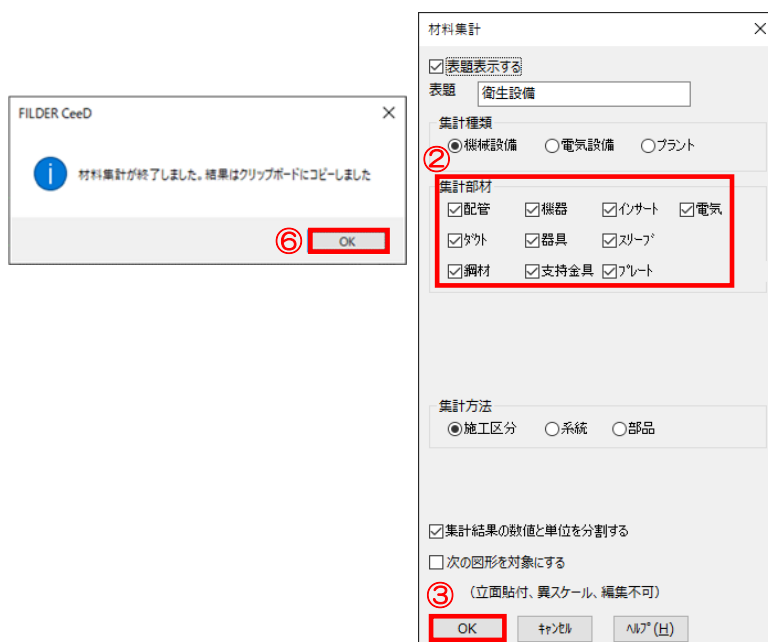 FILDER CeeD
材料集計が終了しました。結果はクリップボードにコピーしました
⑥ OK
材料集計
表題表示する
表題 衛生設備
集計種類
機械設備 電気設備 プラント
②
集計部材
配管 機器 ｲﾝｻｰﾄ 電気
ﾀﾞｸﾄ 器具 ｽﾘｰﾌﾞ
鋼材 支持金具 ﾌﾟﾚｰﾄ
集計方法
施工区分 系統 部品
集計結果の数値と単位を分割する
次の図形を対象にする
(立面貼付、異スケール、編集不可)
③
OK ｷｬﾝｾﾙ ﾍﾙﾌﾟ(H)